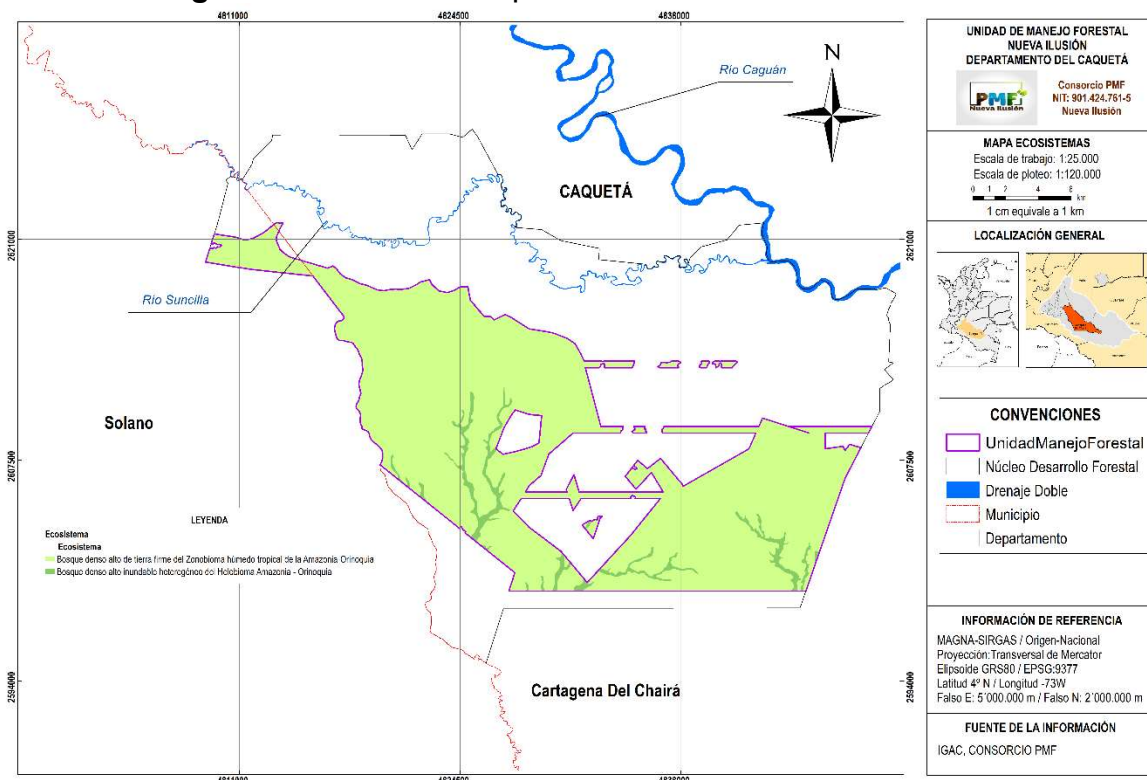 4811000
4824500
4838000
Río Caguán
N
CAQUETÁ
2621000
2621000
Río Suncilla
Solano
2607500
2607500
LEYENDA
Ecosistema
Ecosistema
Bosque denso alto de tierra firme del Zonobioma húmedo tropical de la Amazonia Orinoquia
Bosque denso alto inundable heterogéneo del Helobioma Amazonia - Orinoquia
2594000
2594000
Cartagena Del Chairá
4811000
4824500
4838000
UNIDAD DE MANEJO FORESTAL
NUEVA ILUSIÓN
DEPARTAMENTO DEL CAQUETÁ
PMF
Nueva Ilusión
Consorcio PMF
NIT: 901.424.761-5
Nueva Ilusión
MAPA ECOSISTEMAS
Escala de trabajo: 1:25.000
Escala de ploteo: 1:120.000
0 1 2 4 6 8
km
1 cm equivale a 1 km
LOCALIZACIÓN GENERAL
CONVENCIONES
UnidadManejoForestal
Núcleo Desarrollo Forestal
Drenaje Doble
Municipio
Departamento
INFORMACIÓN DE REFERENCIA
MAGNA-SIRGAS / Origen-Nacional
Proyección:Transversal de Mercator
Elipsoide GRS80 / EPSG:9377
Latitud 4º N / Longitud -73W
Falso E: 5´000.000 m / Falso N: 2´000.000 m
FUENTE DE LA INFORMACIÓN
IGAC, CONSORCIO PMF